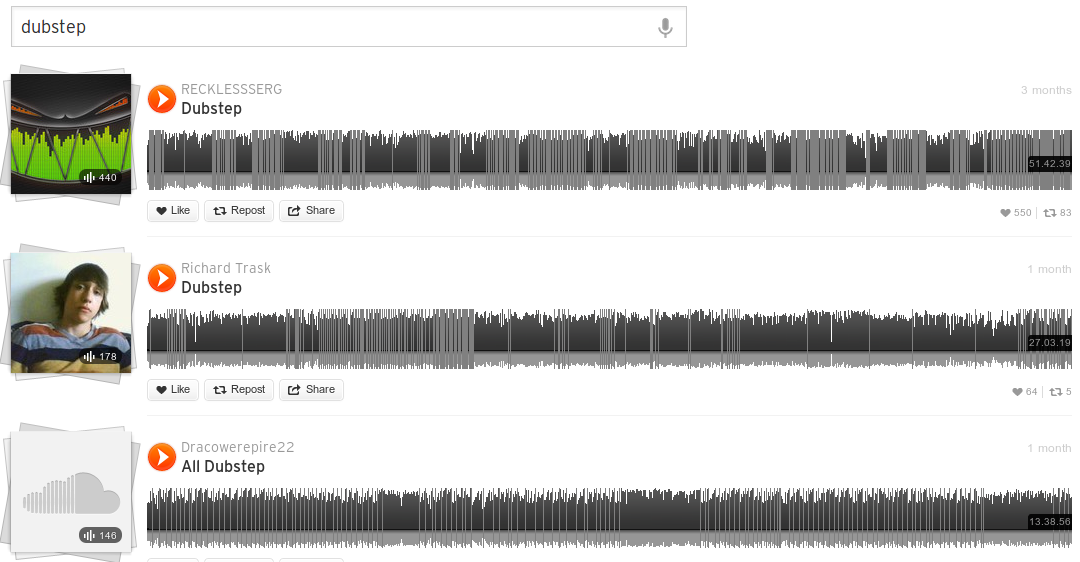 dubstep
RECKLESSSERG
3 months
Dubstep
440
51.42.39
Like
Repost
Share
550
83
Richard Trask
1 month
Dubstep
178
27.03.19
Like
Repost
Share
64
5
Dracowerepire22
1 month
All Dubstep
146
13.38.56